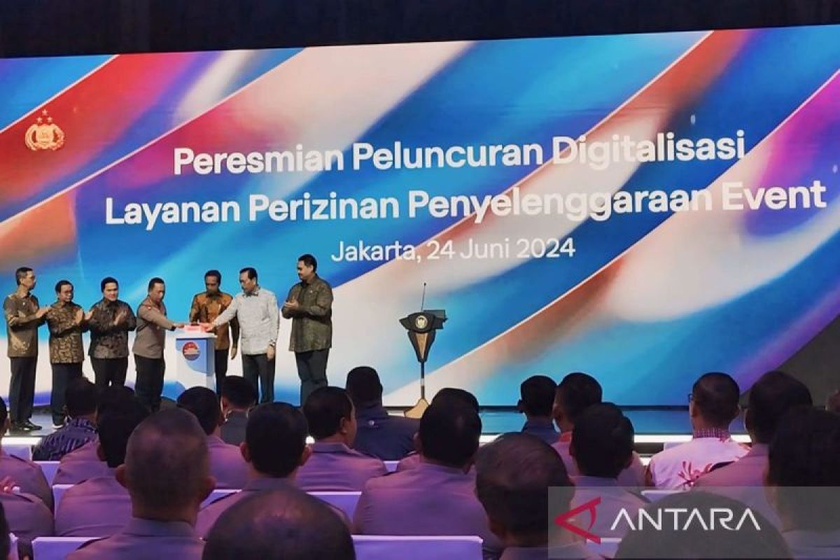 Peresmian Peluncuran Digitalisasi
Layanan Perizinan Penyelenggaraan Event
Jakarta, 24 Juni 2024
ANTARA